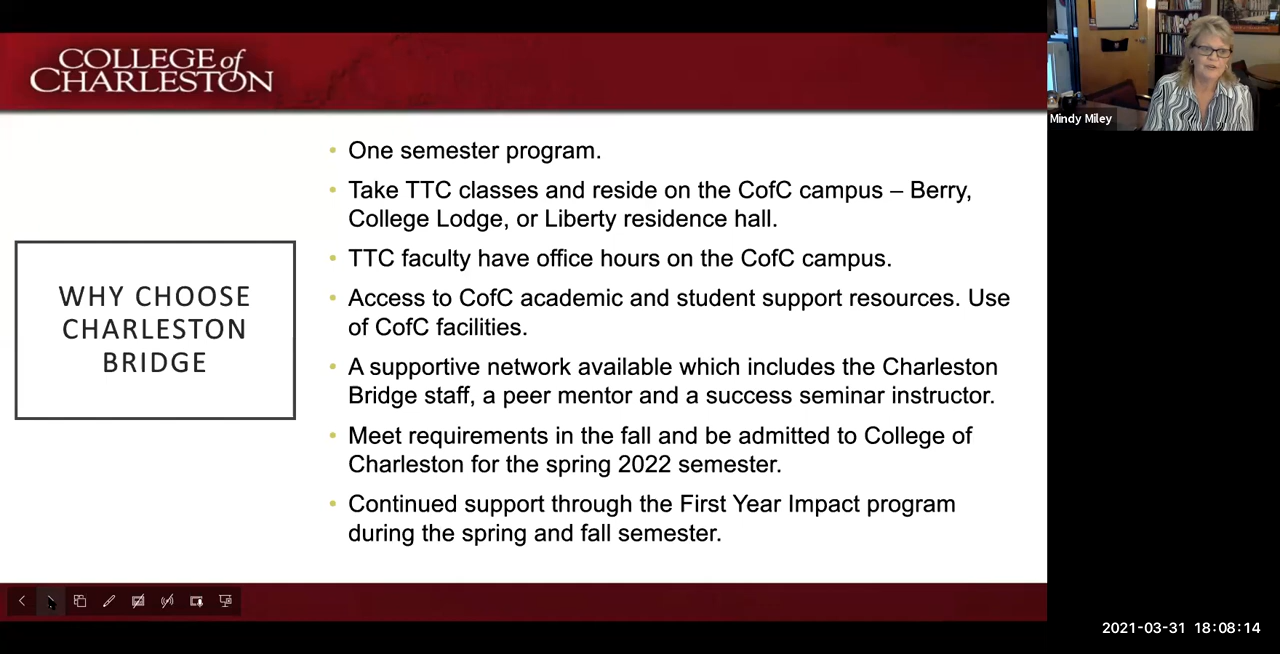 COLLEGE of
CHARLESTON
Mindy Miley
WHY CHOOSE
CHARLESTON
BRIDGE
• One semester program.
• Take TTC classes and reside on the CofC campus – Berry,
College Lodge, or Liberty residence hall.
• TTC faculty have office hours on the CofC campus.
• Access to CofC academic and student support resources. Use
of CofC facilities.
• A supportive network available which includes the Charleston
Bridge staff, a peer mentor and a success seminar instructor.
• Meet requirements in the fall and be admitted to College of
Charleston for the spring 2022 semester.
• Continued support through the First Year Impact program
during the spring and fall semester.
2021-03-31 18:08:14